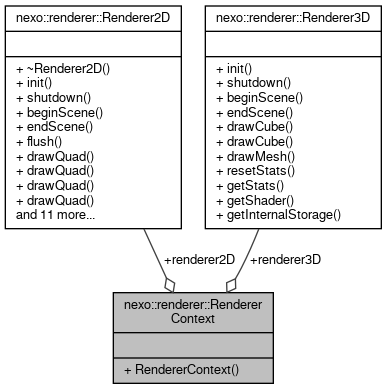 nexo::renderer::Renderer2D
+ ~Renderer2D()
+ init()
+ shutdown()
+ beginScene()
+ endScene()
+ flush()
+ drawQuad()
+ drawQuad()
+ drawQuad()
+ drawQuad()
and 11 more...
nexo::renderer::Renderer3D
+ init()
+ shutdown()
+ beginScene()
+ endScene()
+ drawCube()
+ drawCube()
+ drawMesh()
+ resetStats()
+ getStats()
+ getShader()
+ getInternalStorage()
+renderer2D
+renderer3D
nexo::renderer::Renderer
Context
+ RendererContext()